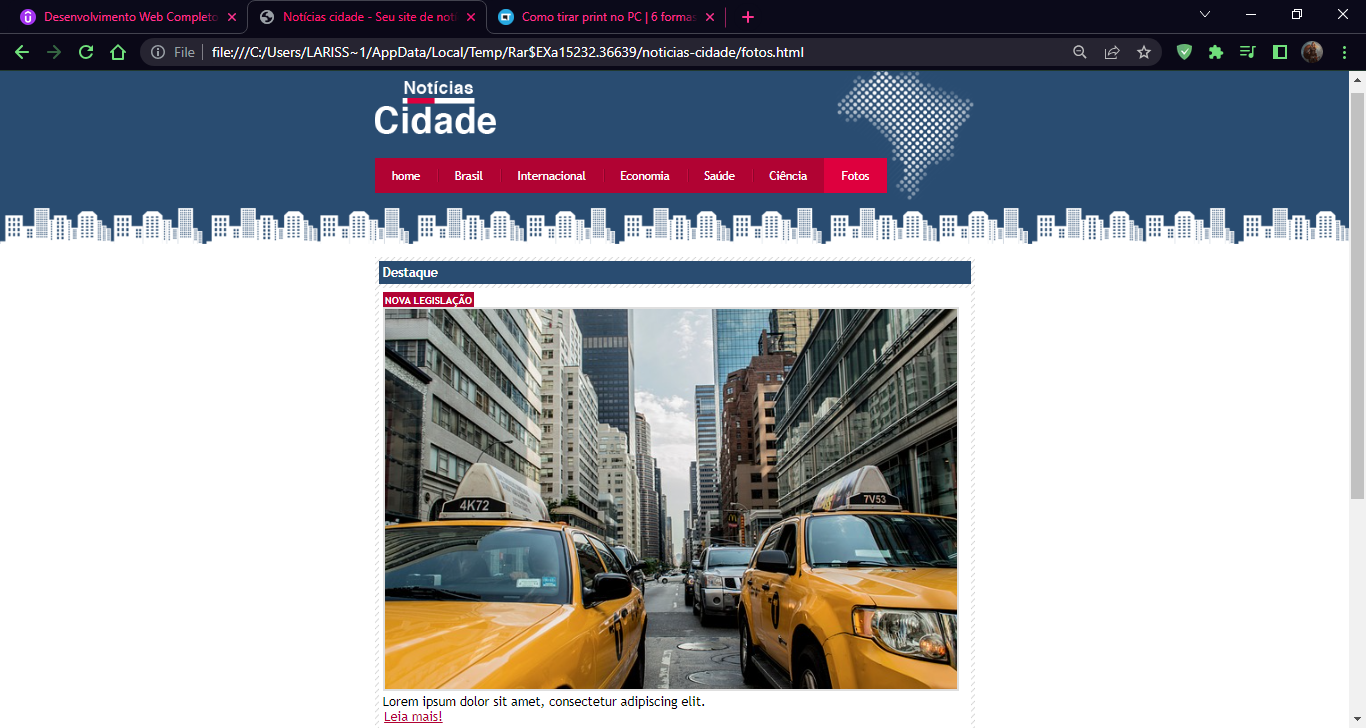 Desenvolvimento Web Completo
Notícias cidade - Seu site de notí
Como tirar print no PC | 6 formas
File
file:///C:/Users/LARISS~1/AppData/Local/Temp/Rar$EXa15232.36639/noticias-cidade/fotos.html
Notícias
Cidade
home Brasil Internacional Economia Saúde Ciência Fotos
Destaque
NOVA LEGISLAÇÃO
4K72
7V53
Lorem ipsum dolor sit amet, consectetur adipiscing elit.
Leia mais!